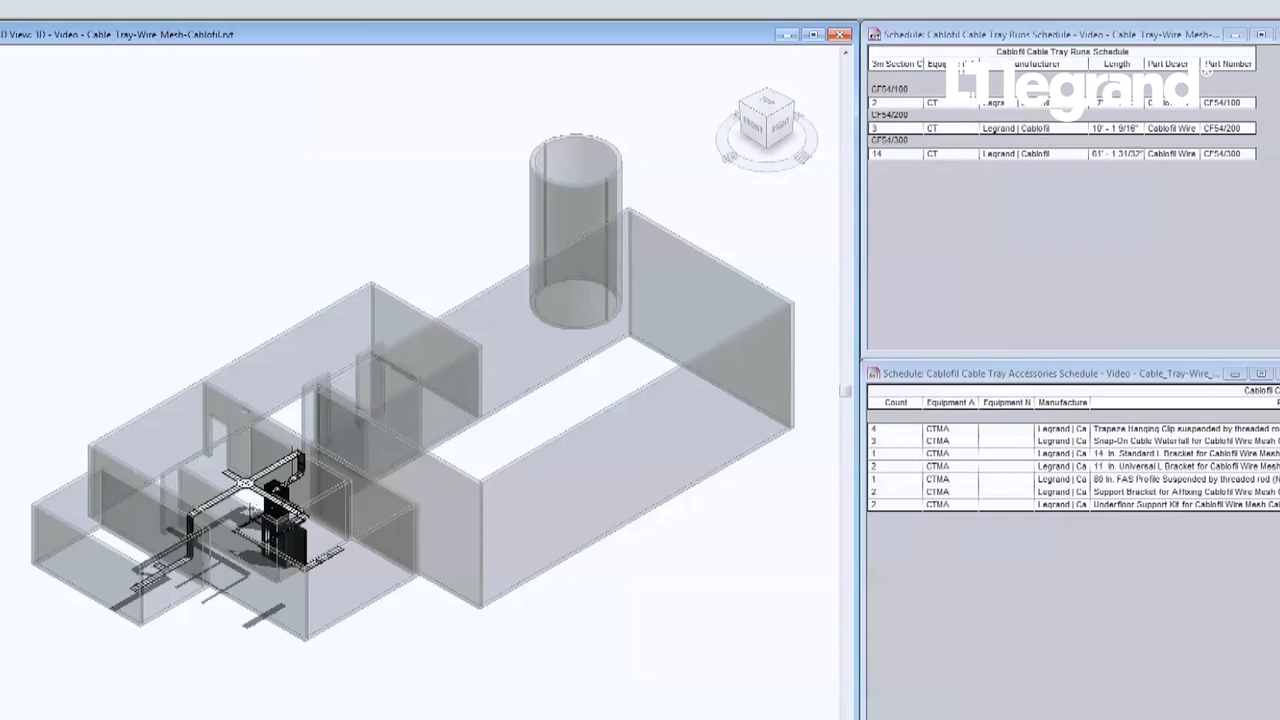 D View: 3D - Video - Cable_Tray-Wire_Mesh-Cablofil.rvt
TOP
FRONT
RIGHT
Schedule: Cablofil Cable Tray Runs Schedule - Video - Cable_Tray-Wire_Mesh-...
Cablofil Cable Tray Runs Schedule
3m Section C Length Part Descri Part Number
legrand®
CF54/100
2 CT CF54/100
CF54/200
3 CT Legrand | Cablofil 10' - 1 9/16" Cablofil Wire CF54/200
CF54/300
14 CT Legrand | Cablofil 61' - 1 31/32" Cablofil Wire CF54/300
Schedule: Cablofil Cable Tray Accessories Schedule - Video - Cable_Tray-Wire_...
Cablofil C
Count Equipment A Equipment N Manufacture
4 CTMA Legrand | Ca Trapeze Hanging Clip suspended by threaded ro
3 CTMA Legrand | Ca Snap-On Cable Waterfall for Cablofil Wire Mesh
1 CTMA Legrand | Ca 14 In. Standard L Bracket for Cablofil Wire Mesh
2 CTMA Legrand | Ca 11 In. Universal L Bracket for Cablofil Wire Mesh
1 CTMA Legrand | Ca 80 In. FAS Profile Suspended by threaded rod (N
2 CTMA Legrand | Ca Support Bracket for Affixing Cablofil Wire Mesh C
2 CTMA Legrand | Ca Underfloor Support Kit for Cablofil Wire Mesh Ca